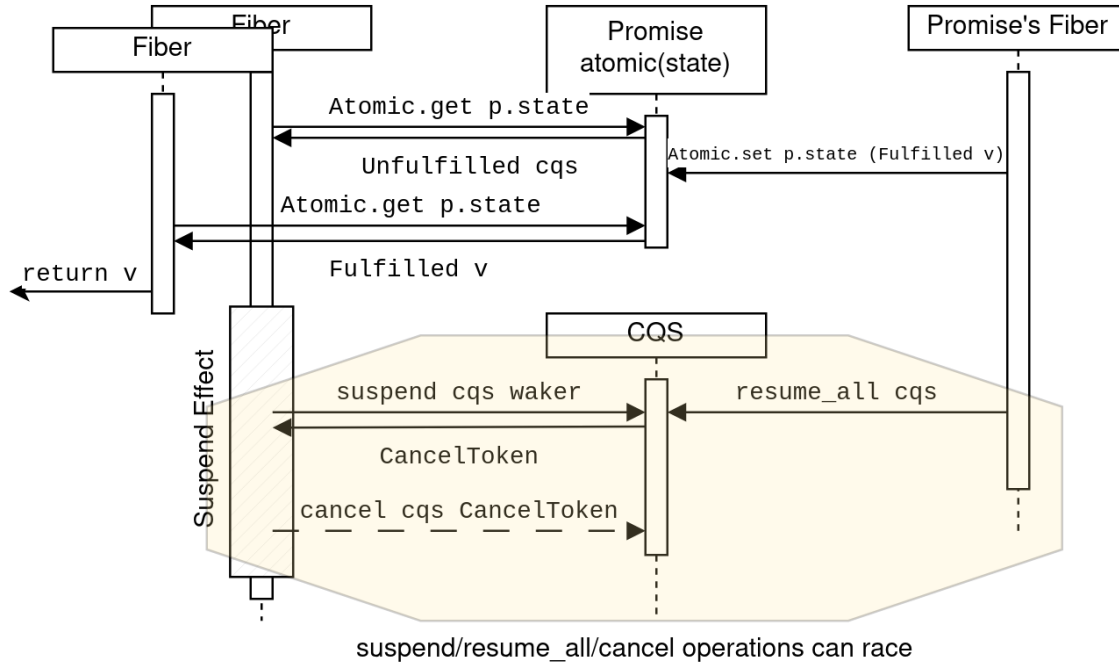 Fiber
Fiber
Promise
atomic(state)
Promise's Fiber
Atomic.get p.state
Unfulfilled cqs
Atomic.set p.state (Fulfilled v)
Atomic.get p.state
Fulfilled v
return v
CQS
Suspend Effect
suspend cqs waker
resume_all cqs
CancelToken
cancel cqs CancelToken
suspend/resume_all/cancel operations can race